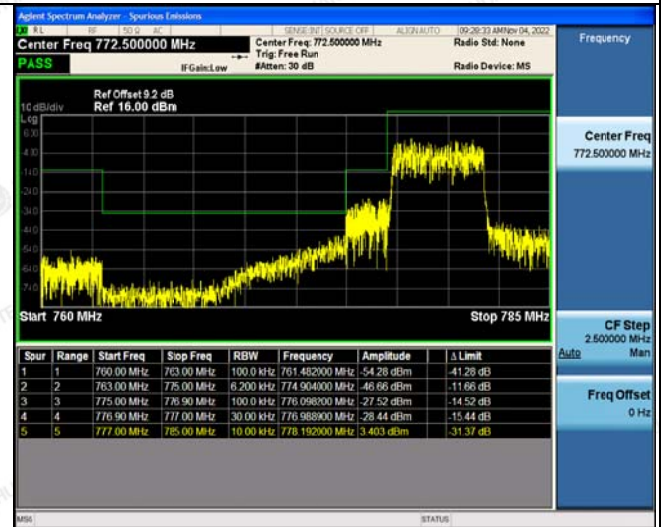 Agilent Spectrum Analyzer - Spurious Emissions
RL RF 50 Ω AC SENSE:INT SOURCE OFF ALIGN AUTO 09:28:33 AM Nov 04, 2022
Center Freq 772.500000 MHz
Center Freq: 772.500000 MHz
Radio Std: None
Trig: Free Run
PASS
IFGain:Low
#Atten: 30 dB
Radio Device: MS
Ref Offset 9.2 dB
10 dB/div
Ref 16.00 dBm
Log
Start 760 MHz
Stop 785 MHz
Spur Range Start Freq Stop Freq RBW Frequency Amplitude Δ Limit
1 1 760.00 MHz 763.00 MHz 100.0 kHz 761.482000 MHz -54.28 dBm -41.28 dB
2 2 763.00 MHz 775.00 MHz 6.200 kHz 774.904000 MHz -46.66 dBm -11.66 dB
3 3 775.00 MHz 776.90 MHz 100.0 kHz 776.098200 MHz -27.52 dBm -14.52 dB
4 4 776.90 MHz 777.00 MHz 30.00 kHz 776.988900 MHz -28.44 dBm -15.44 dB
5 5 777.00 MHz 785.00 MHz 10.00 kHz 778.192000 MHz 3.403 dBm -31.37 dB
MSG
STATUS
Frequency
Center Freq
772.500000 MHz
CF Step
2.500000 MHz
Auto Man
Freq Offset
0 Hz